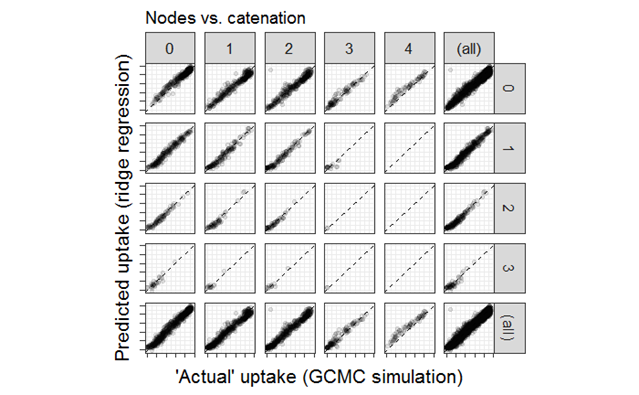 Nodes vs. catenation
0 1 2 3 4 (all)
0
1
2
3
(all)
Predicted uptake (ridge regression)
'Actual' uptake (GCMC simulation)